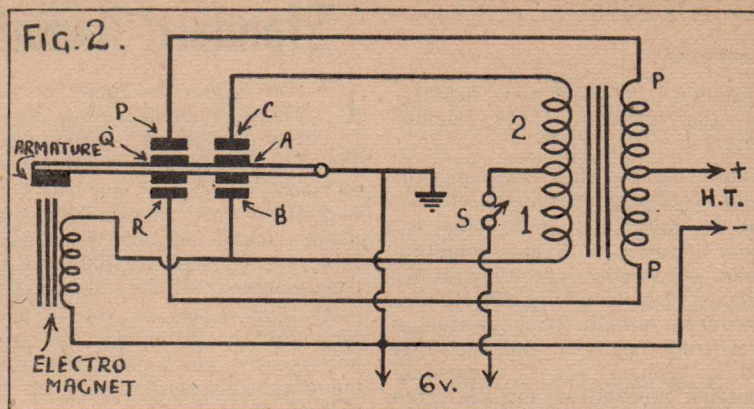 FIG. 2.
P
C
Q
A
ARMATURE
R
B
S
2
1
P
+
H.T.
-
P
ELECTRO
MAGNET
6v.